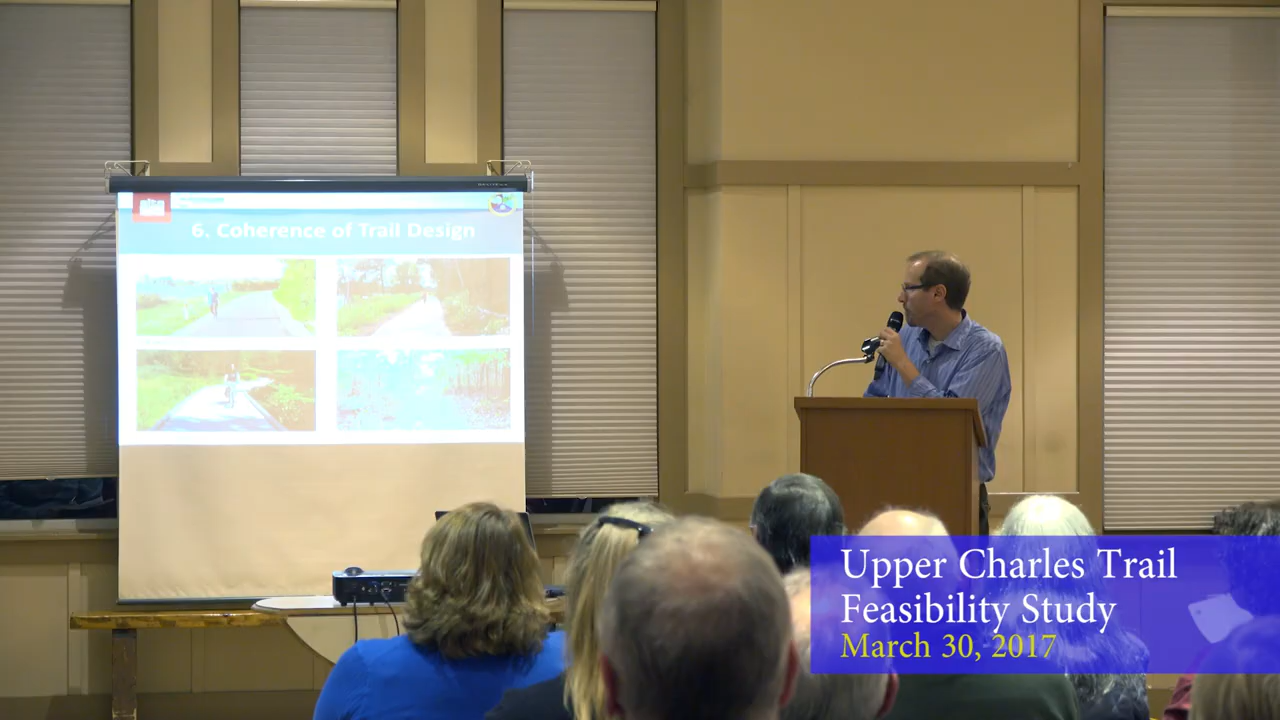 6. Coherence of Trail Design
Upper Charles Trail
Feasibility Study
March 30, 2017